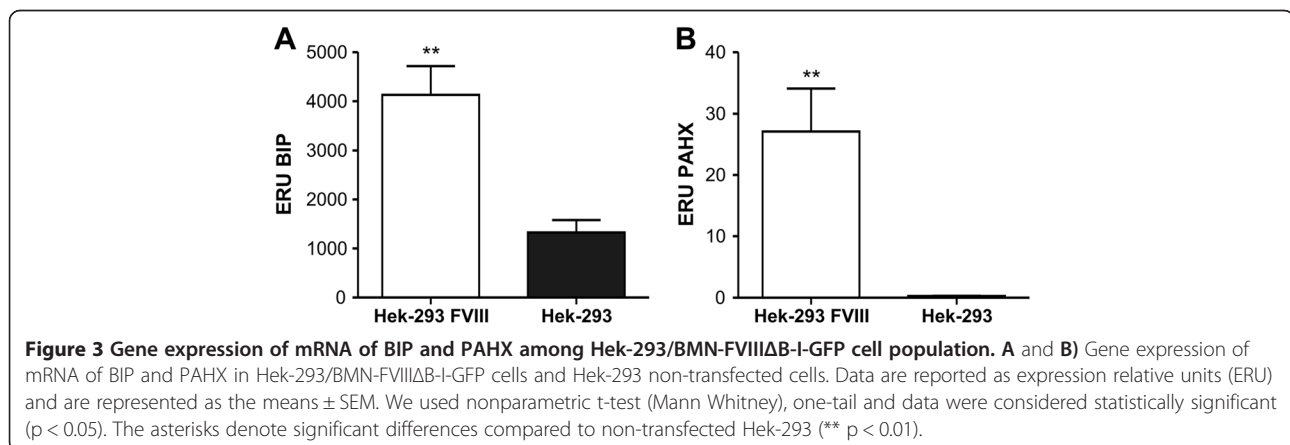 A
B
**
**
5000
4000
3000
2000
1000
0
ERU BIP
Hek-293 FVIII
Hek-293
40
30
20
10
0
ERU PAHX
Hek-293 FVIII
Hek-293
Figure 3 Gene expression of mRNA of BIP and PAHX among Hek-293/BMN-FVIIIΔB-I-GFP cell population. A and B) Gene expression of
mRNA of BIP and PAHX in Hek-293/BMN-FVIIIΔB-I-GFP cells and Hek-293 non-transfected cells. Data are reported as expression relative units (ERU)
and are represented as the means ± SEM. We used nonparametric t-test (Mann Whitney), one-tail and data were considered statistically significant
(p < 0.05). The asterisks denote significant differences compared to non-transfected Hek-293 (** p < 0.01).